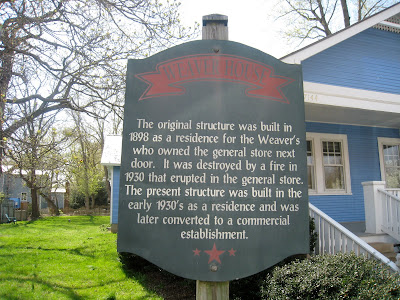 WEAVER HOUSE
The original structure was built in
1898 as a residence for the Weaver's
who owned the general store next
door. It was destroyed by a fire in
1930 that erupted in the general store.
The present structure was built in the
early 1930's as a residence and was
later converted to a commercial
establishment.